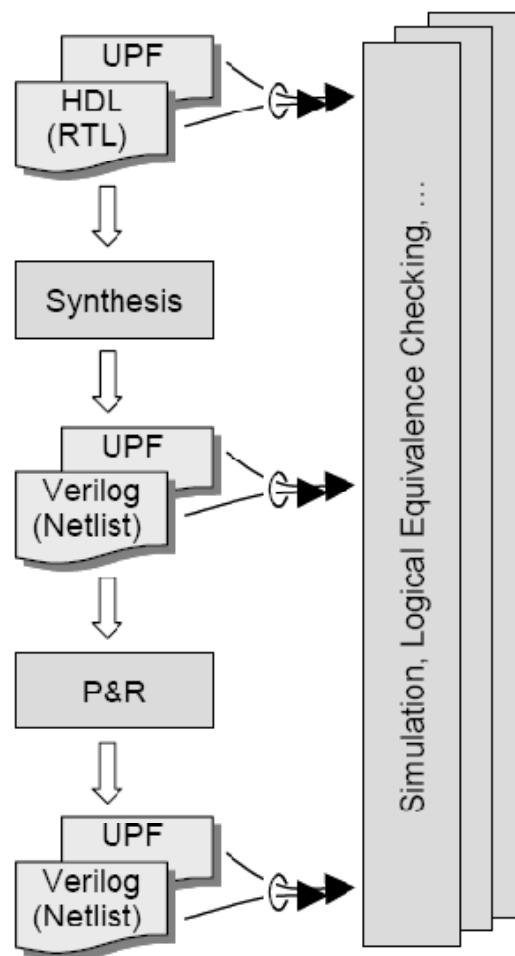 UPF
HDL
(RTL)
Synthesis
UPF
Verilog
(Netlist)
P&R
UPF
Verilog
(Netlist)
Simulation, Logical Equivalence Checking, ...